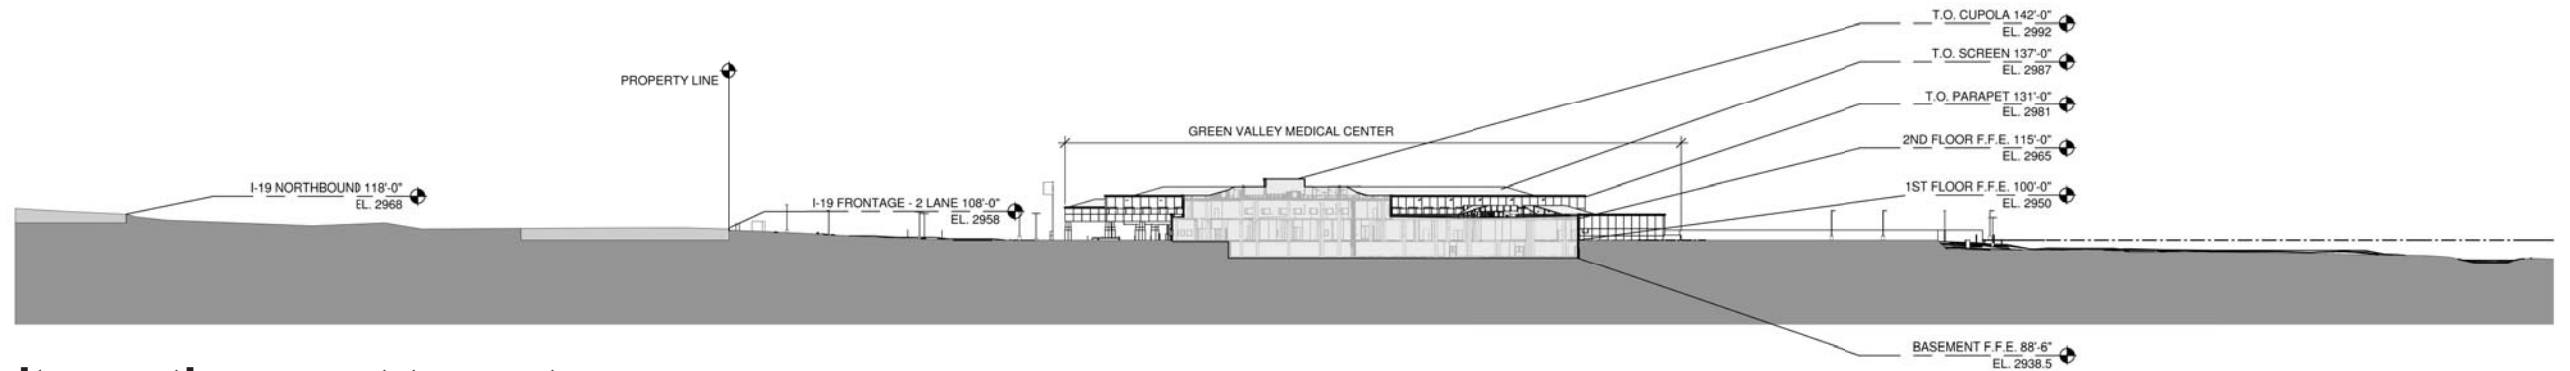 T.O. CUPOLA 142'-0"
EL. 2992
T.O. SCREEN 137'-0"
EL. 2987
PROPERTY LINE
T.O. PARAPET 131'-0"
EL. 2981
GREEN VALLEY MEDICAL CENTER
2ND FLOOR F.F.E. 115'-0"
EL. 2965
I-19 NORTHBOUND 118'-0"
EL. 2968
1ST FLOOR F.F.E. 100'-0"
EL. 2950
I-19 FRONTAGE - 2 LANE 108'-0"
EL. 2958
BASEMENT F.F.E. 88'-6"
EL. 2938.5